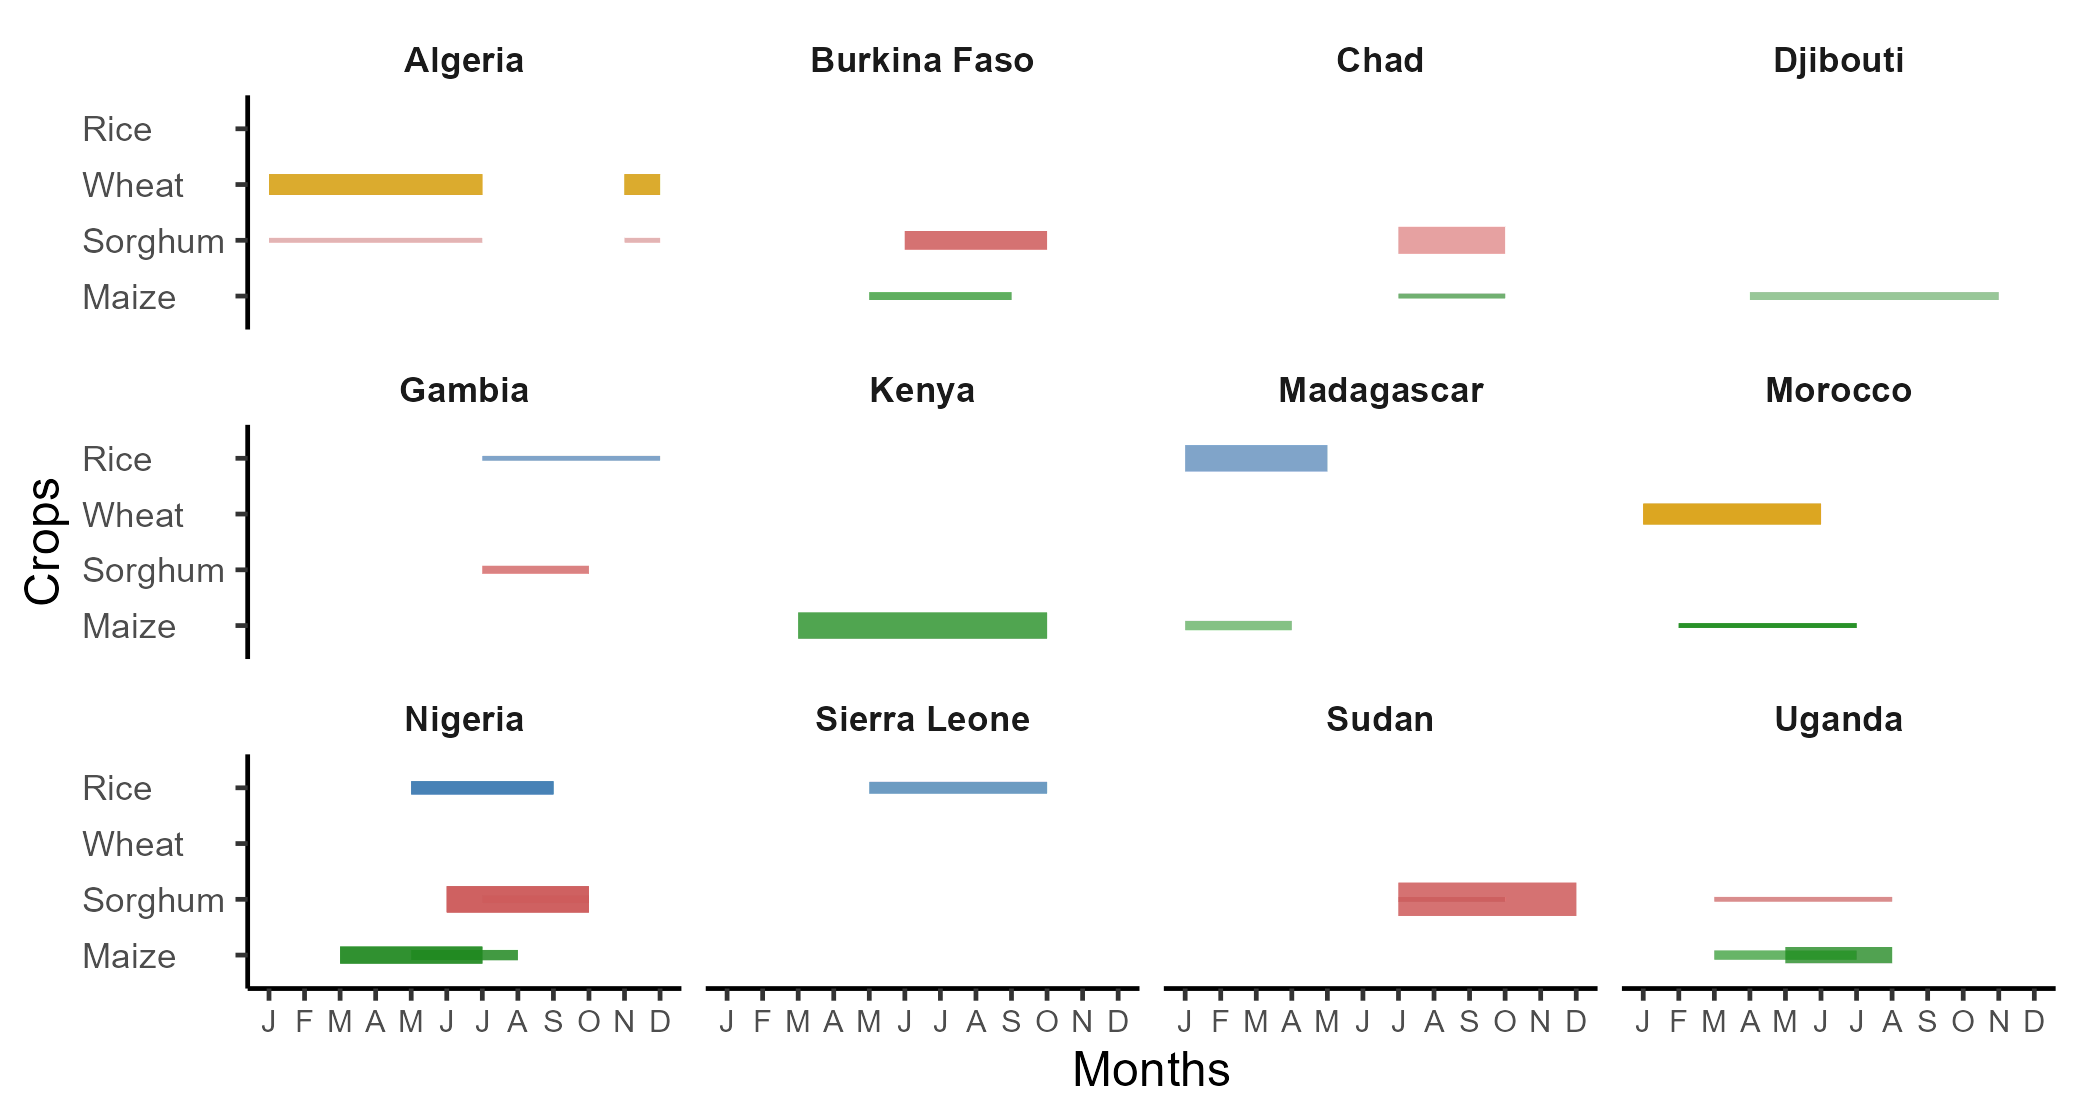 Algeria Burkina Faso Chad Djibouti
Rice
Wheat
Sorghum
Maize
Gambia Kenya Madagascar Morocco
Crops
Rice
Wheat
Sorghum
Maize
Nigeria Sierra Leone Sudan Uganda
Rice
Wheat
Sorghum
Maize
J F M A M J J A S O N D J F M A M J J A S O N D J F M A M J J A S O N D J F M A M J J A S O N D
Months